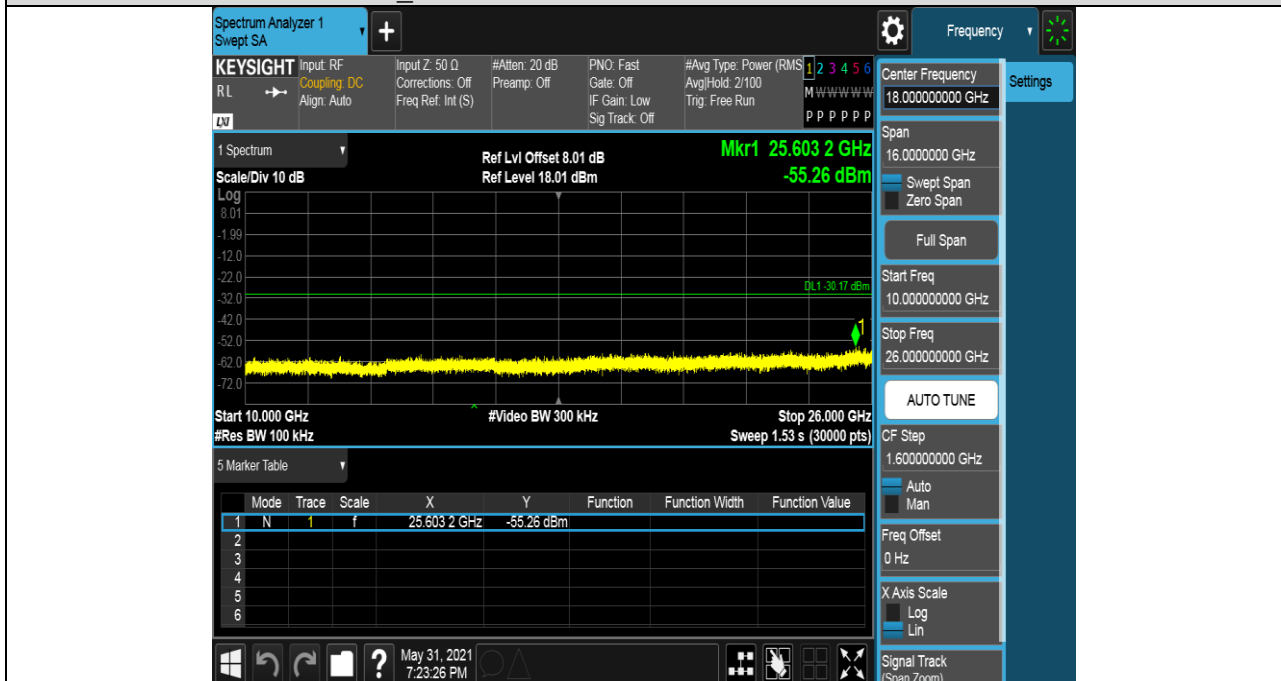 Spectrum Analyzer 1
Swept SA
+
Frequency
KEYSIGHT
RL
LXI
Input: RF
Coupling: DC
Align: Auto
Input Z: 50 Ω
Corrections: Off
Freq Ref: Int (S)
#Atten: 20 dB
Preamp: Off
PNO: Fast
Gate: Off
IF Gain: Low
Sig Track: Off
#Avg Type: Power (RMS
Avg|Hold: 2/100
Trig: Free Run
1 2 3 4 5 6
M W W W W W
P P P P P P
1 Spectrum
Scale/Div 10 dB
Ref Lvl Offset 8.01 dB
Ref Level 18.01 dBm
Mkr1 25.603 2 GHz
-55.26 dBm
Log
8.01
-1.99
-12.0
-22.0
-32.0
-42.0
-52.0
-62.0
-72.0
DL1 -30.17 dBm
1
Start 10.000 GHz
#Video BW 300 kHz
Stop 26.000 GHz
#Res BW 100 kHz
Sweep 1.53 s (30000 pts)
5 Marker Table
Mode Trace Scale X Y Function Function Width Function Value
1 N 1 f 25.603 2 GHz -55.26 dBm
2
3
4
5
6
?
May 31, 2021
7:23:26 PM
Center Frequency
18.000000000 GHz
Span
16.0000000 GHz
Swept Span
Zero Span
Full Span
Start Freq
10.000000000 GHz
Stop Freq
26.000000000 GHz
AUTO TUNE
CF Step
1.600000000 GHz
Auto
Man
Freq Offset
0 Hz
X Axis Scale
Log
Lin
Signal Track
(Span Zoom)
Settings